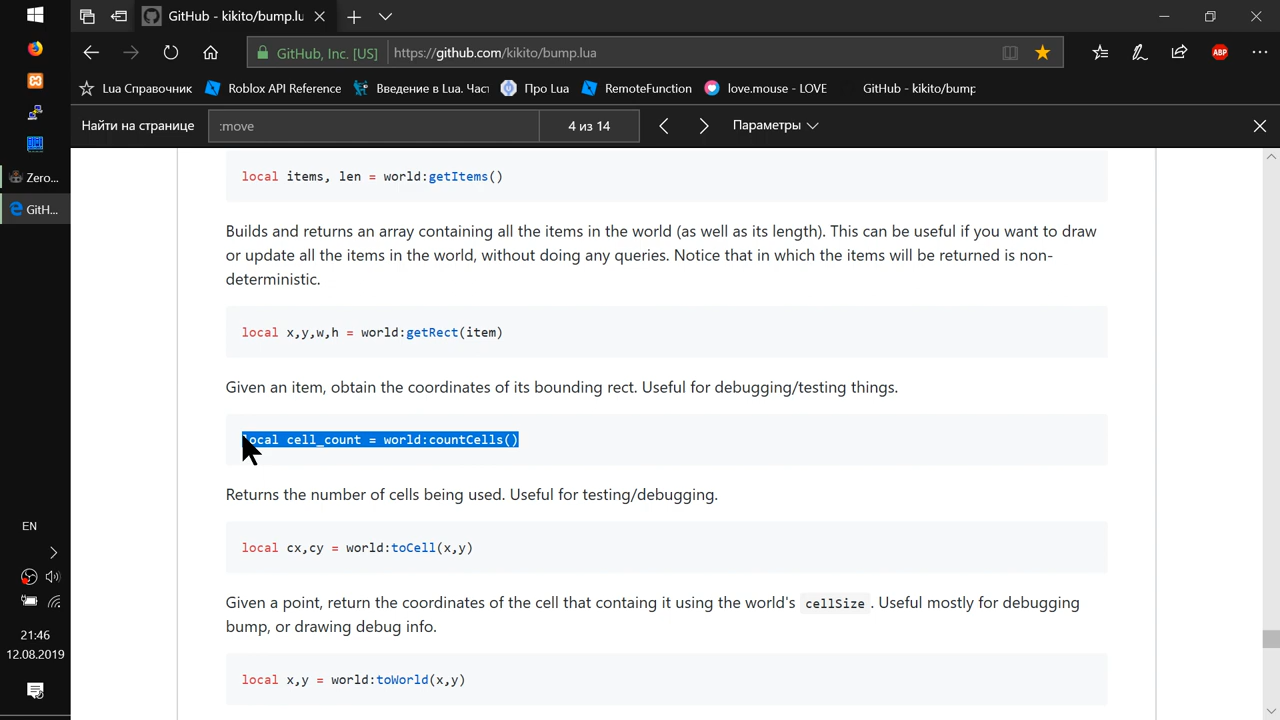 GitHub - kikito/bump.lu
GitHub, Inc. [US]
https://github.com/kikito/bump.lua
ABP
Lua Справочник
Roblox API Reference
Введение в Lua. Част
Про Lua
RemoteFunction
love.mouse - LOVE
GitHub - kikito/bump
Найти на странице
:move
4 из 14
Параметры
Zero...
GitH...
local items, len = world:getItems()
Builds and returns an array containing all the items in the world (as well as its length). This can be useful if you want to draw
or update all the items in the world, without doing any queries. Notice that in which the items will be returned is non-
deterministic.
local x,y,w,h = world:getRect(item)
Given an item, obtain the coordinates of its bounding rect. Useful for debugging/testing things.
local cell_count = world:countCells()
Returns the number of cells being used. Useful for testing/debugging.
local cx,cy = world:toCell(x,y)
Given a point, return the coordinates of the cell that containg it using the world's cellSize . Useful mostly for debugging
bump, or drawing debug info.
local x,y = world:toWorld(x,y)
EN
21:46
12.08.2019